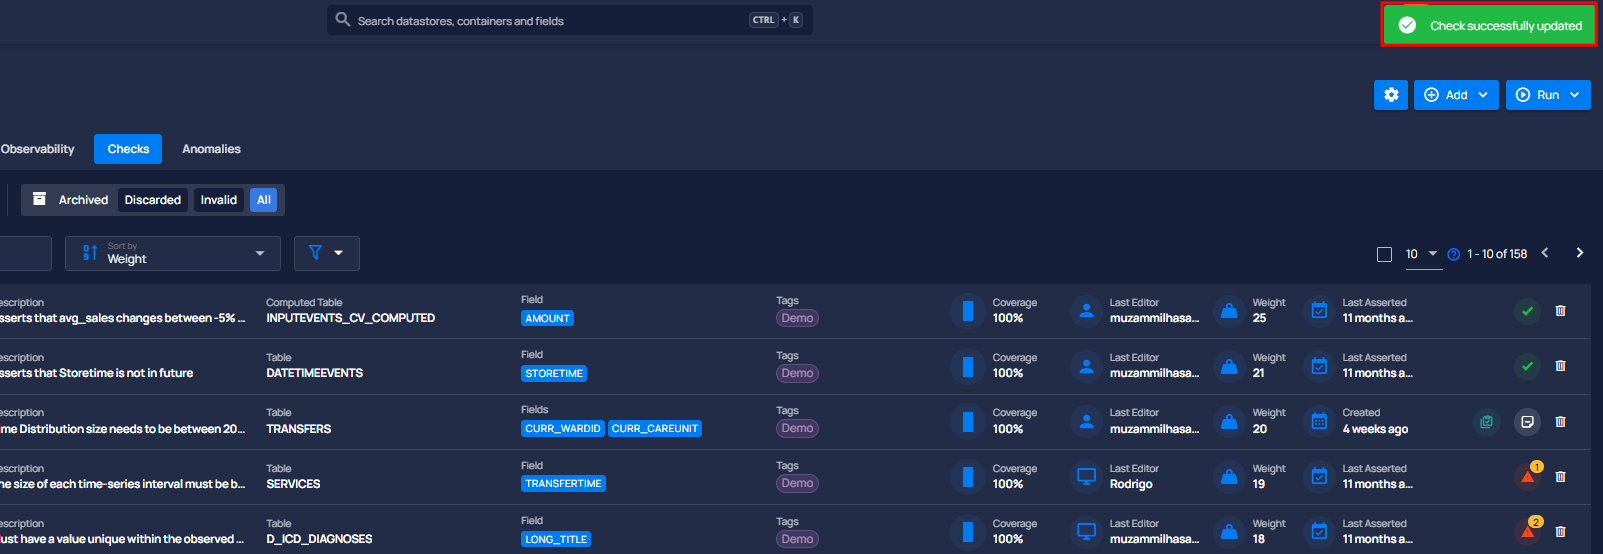 Search datastores, containers and fields CTRL + K
Check successfully updated
Add Run
Observability Checks Anomalies
Archived Discarded Invalid All
Sort by
Weight
10 1 - 10 of 158
escription Computed Table Field Tags Coverage Last Editor Weight Last Asserted
sserts that avg_sales changes between -5% ... INPUTEVENTS_CV_COMPUTED AMOUNT Demo 100% muzammilhasa... 25 11 months a...
escription Table Field Tags Coverage Last Editor Weight Last Asserted
sserts that Storetime is not in future DATETIMEEVENTS STORETIME Demo 100% muzammilhasa... 21 11 months a...
escription Table Fields Tags Coverage Last Editor Weight Created
ime Distribution size needs to be between 20... TRANSFERS CURR_WARDID CURR_CAREUNIT Demo 100% muzammilhasa... 20 4 weeks ago
escription Table Field Tags Coverage Last Editor Weight Last Asserted 1
he size of each time-series interval must be b... SERVICES TRANSFERTIME Demo 100% Rodrigo 19 11 months a...
escription Table Field Tags Coverage Last Editor Weight Last Asserted 2
ust have a value unique within the observed ... D_ICD_DIAGNOSES LONG_TITLE Demo 100% muzammilhasa... 18 11 months a...